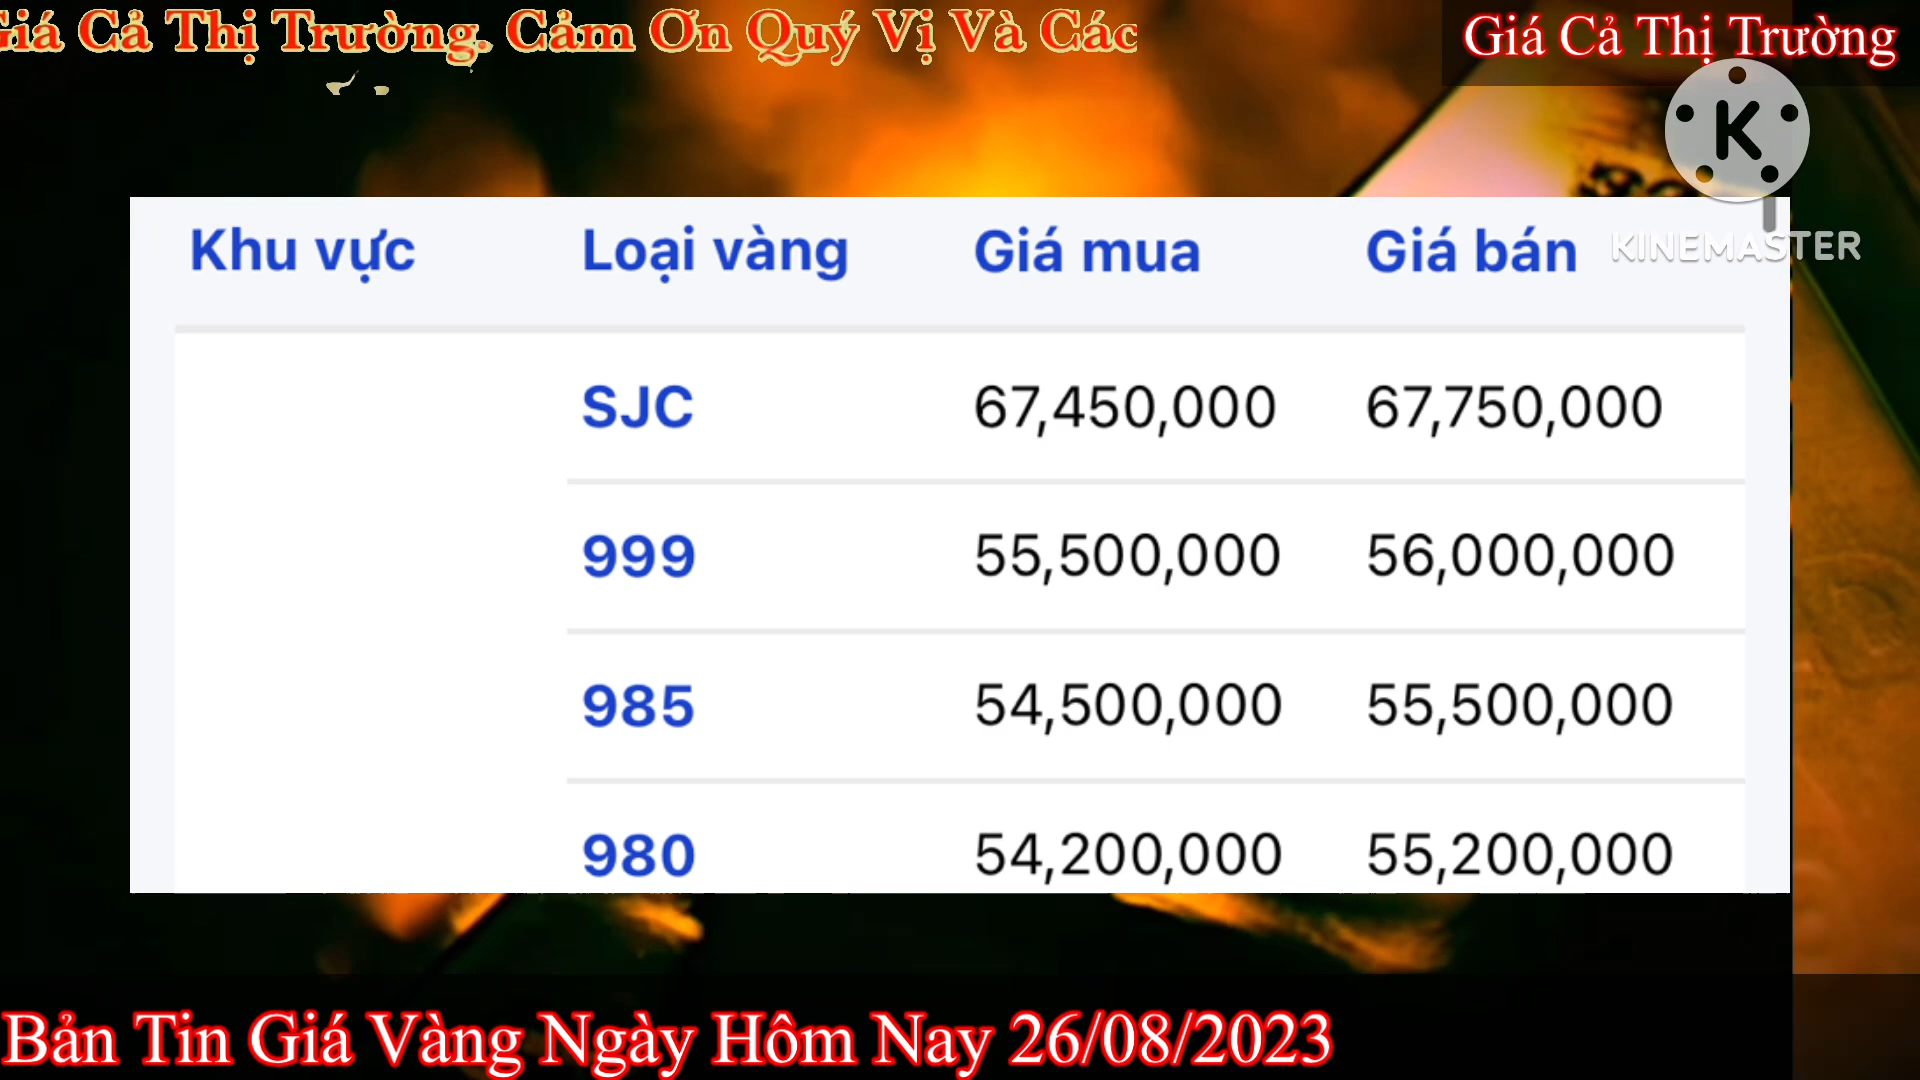 Giá Cả Thị Trường. Cảm Ơn Quý Vị Và Các
Giá Cả Thị Trường
K
KINEMASTER
Khu vực Loại vàng Giá mua Giá bán
SJC 67,450,000 67,750,000
999 55,500,000 56,000,000
985 54,500,000 55,500,000
980 54,200,000 55,200,000
Bản Tin Giá Vàng Ngày Hôm Nay 26/08/2023